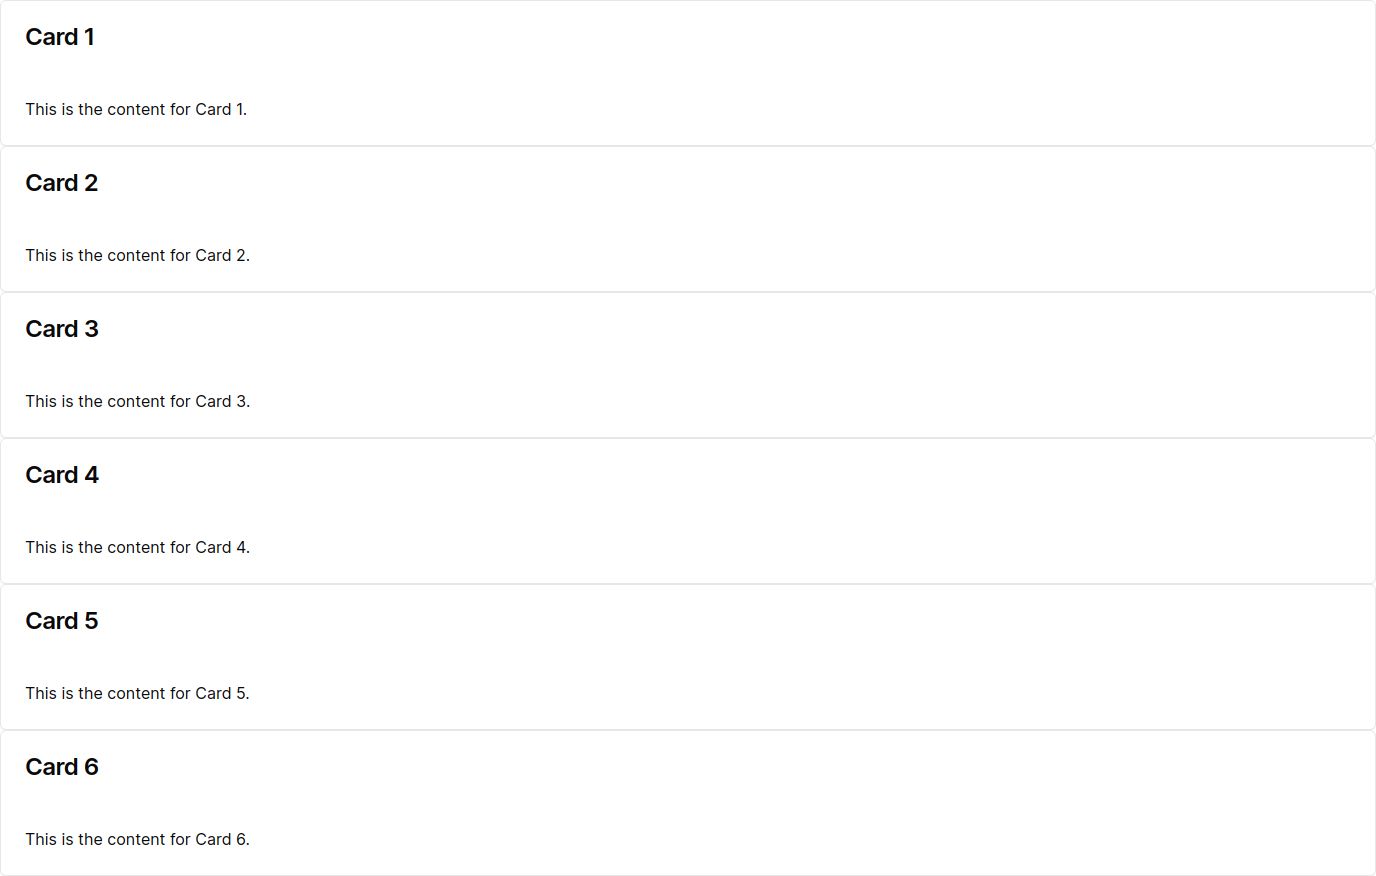 Card 1
This is the content for Card 1.
Card 2
This is the content for Card 2.
Card 3
This is the content for Card 3.
Card 4
This is the content for Card 4.
Card 5
This is the content for Card 5.
Card 6
This is the content for Card 6.